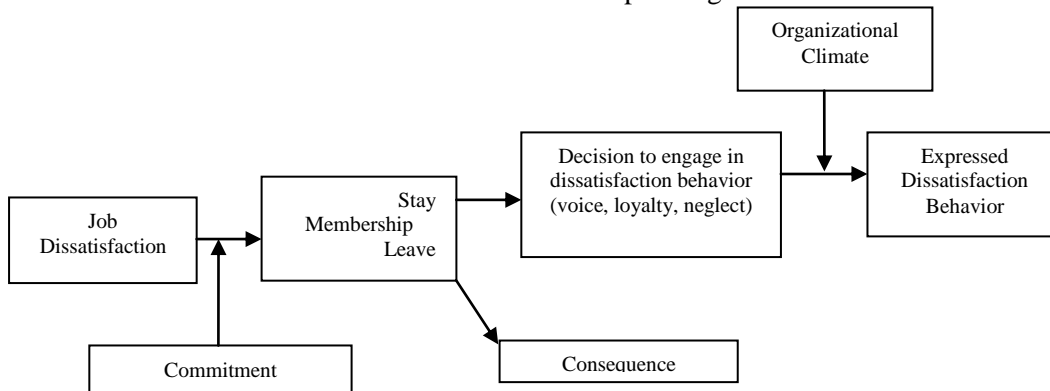 Organizational
Climate
Decision to engage in
dissatisfaction behavior
(voice, loyalty, neglect)
Expressed
Dissatisfaction
Behavior
Stay
Membership
Leave
Job
Dissatisfaction
Commitment
Consequence